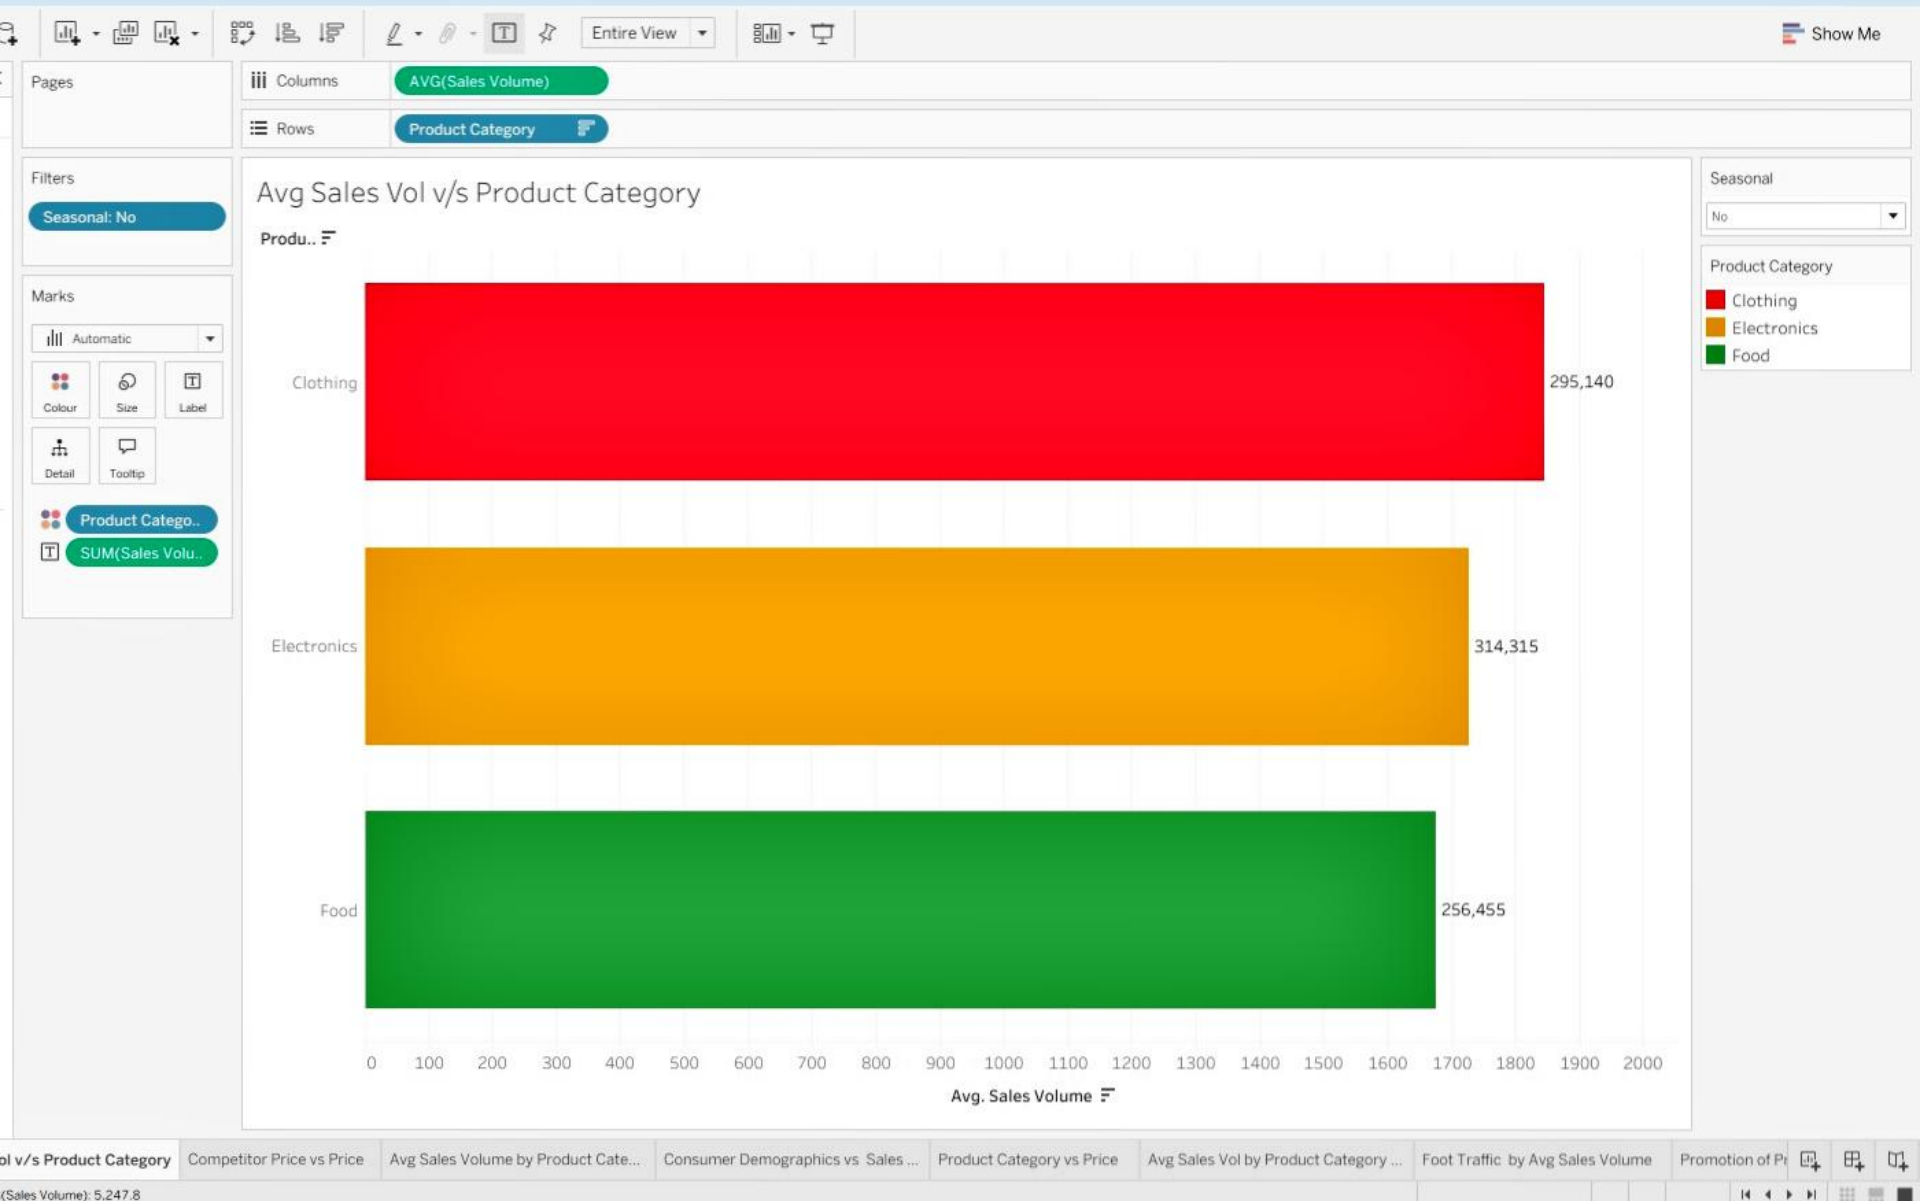 Entire View
Show Me
Pages
Columns
AVG(Sales Volume)
Rows
Product Category
Filters
Seasonal: No
Marks
Automatic
Colour
Size
Label
Detail
Tooltip
Product Catego..
SUM(Sales Volu..
Avg Sales Vol v/s Product Category
Produ..
Clothing
295,140
Electronics
314,315
Food
256,455
0 100 200 300 400 500 600 700 800 900 1000 1100 1200 1300 1400 1500 1600 1700 1800 1900 2000
Avg. Sales Volume
Seasonal
No
Product Category
Clothing
Electronics
Food
ol v/s Product Category
Competitor Price vs Price
Avg Sales Volume by Product Cate...
Consumer Demographics vs Sales ...
Product Category vs Price
Avg Sales Vol by Product Category ...
Foot Traffic by Avg Sales Volume
Promotion of Pr
(Sales Volume): 5,247.8